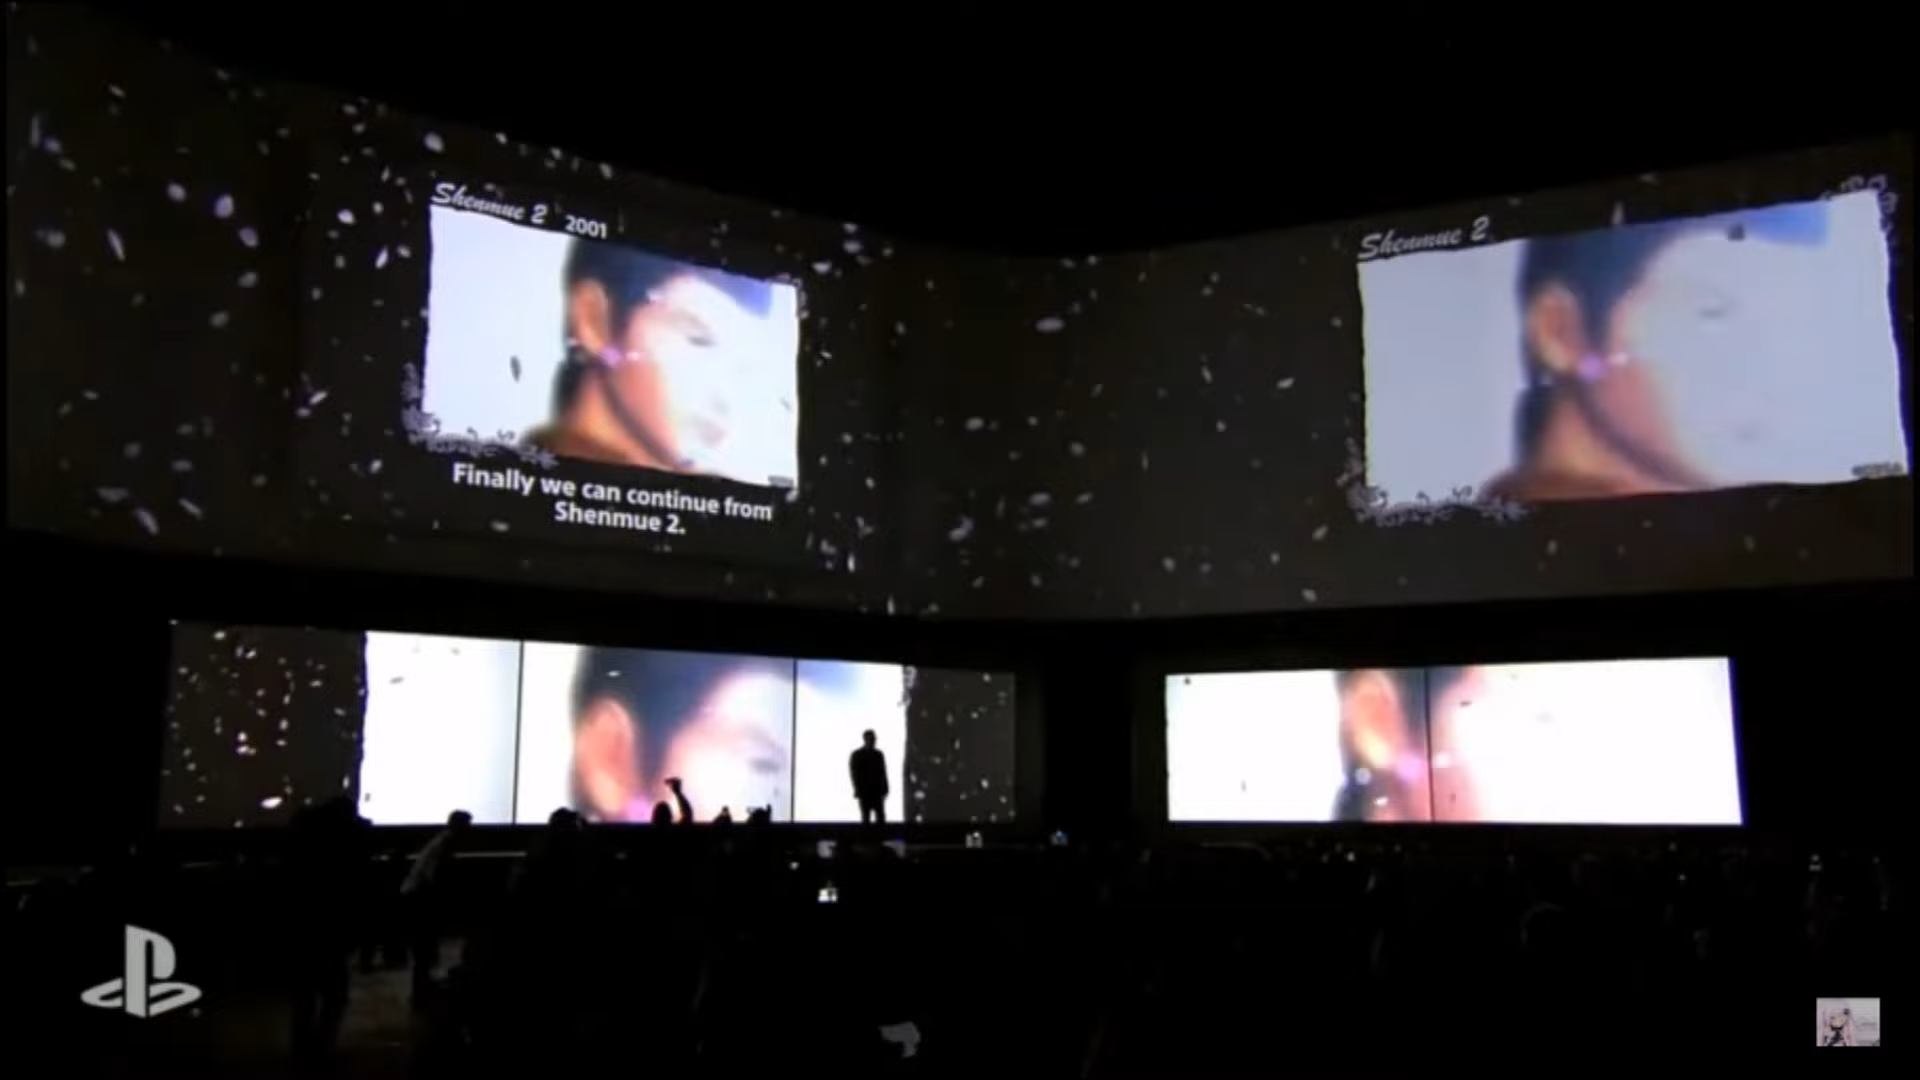 Shenmue 2 2001
Finally we can continue from
Shenmue 2.
Shenmue 2